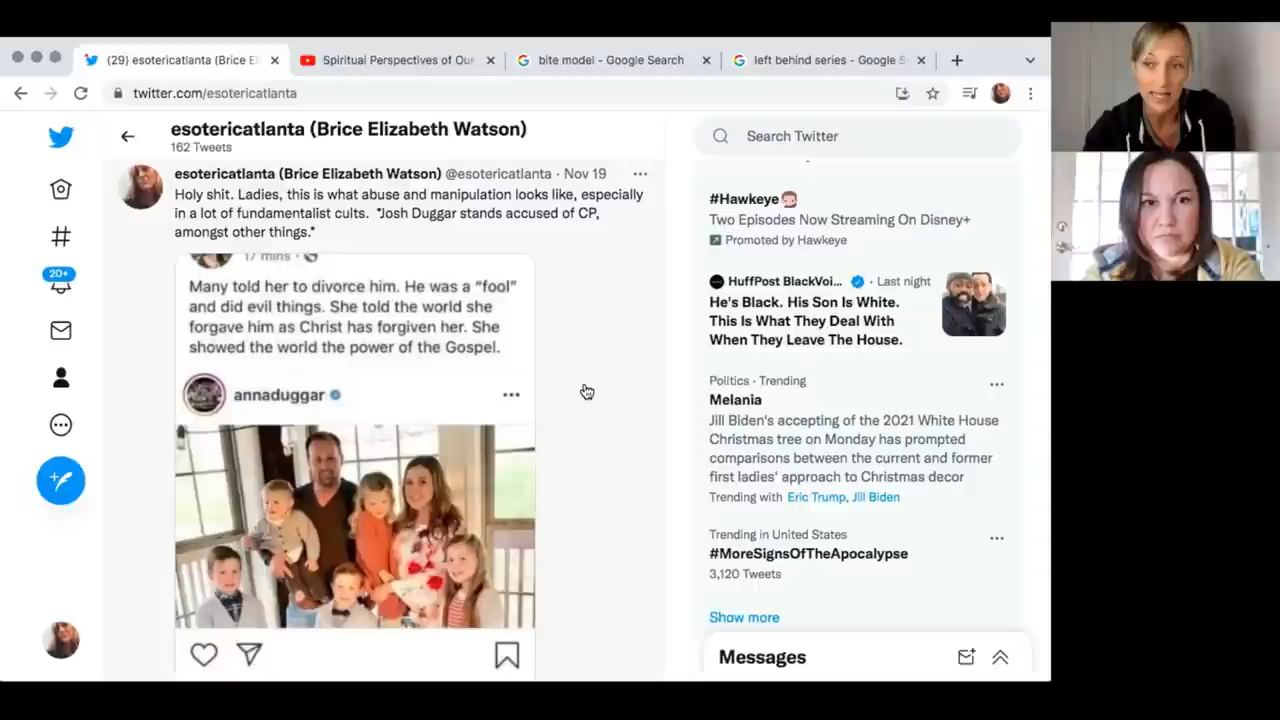 (29) esotericatlanta (Brice El
Spiritual Perspectives of Our
bite model - Google Search
left behind series - Google S
twitter.com/esotericatlanta
esotericatlanta (Brice Elizabeth Watson)
162 Tweets
Search Twitter
esotericatlanta (Brice Elizabeth Watson) @esotericatlanta · Nov 19
Holy shit. Ladies, this is what abuse and manipulation looks like, especially
in a lot of fundamentalist cults. *Josh Duggar stands accused of CP,
amongst other things.*
17 mins ·
Many told her to divorce him. He was a “fool”
and did evil things. She told the world she
forgave him as Christ has forgiven her. She
showed the world the power of the Gospel.
annaduggar
20+
#Hawkeye
Two Episodes Now Streaming On Disney+
Promoted by Hawkeye
HuffPost BlackVoi... · Last night
He's Black. His Son Is White.
This Is What They Deal With
When They Leave The House.
Politics · Trending
Melania
Jill Biden's accepting of the 2021 White House
Christmas tree on Monday has prompted
comparisons between the current and former
first ladies' approach to Christmas decor
Trending with Eric Trump, Jill Biden
Trending in United States
#MoreSignsOfTheApocalypse
3,120 Tweets
Show more
Messages